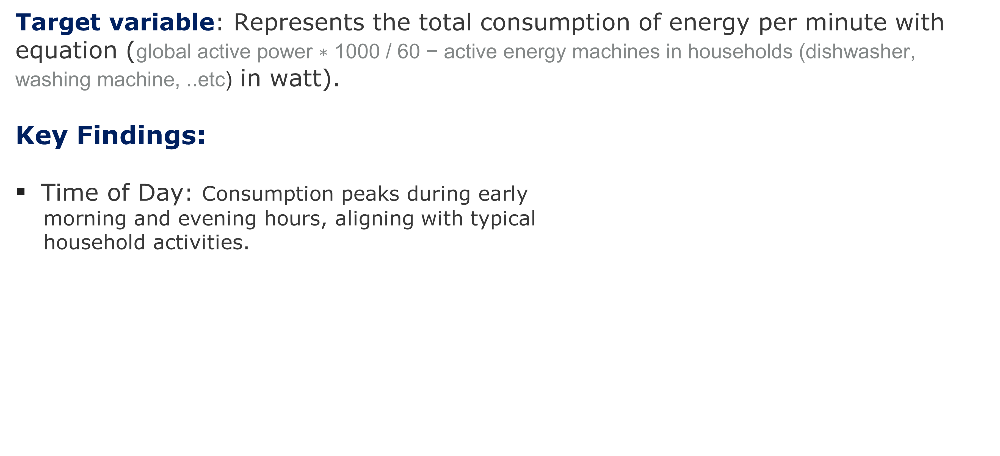 Target variable: Represents the total consumption of energy per minute with
equation (global active power * 1000 / 60 − active energy machines in households (dishwasher,
washing machine, ..etc) in watt).
Key Findings:
▪ Time of Day: Consumption peaks during early
morning and evening hours, aligning with typical
household activities.